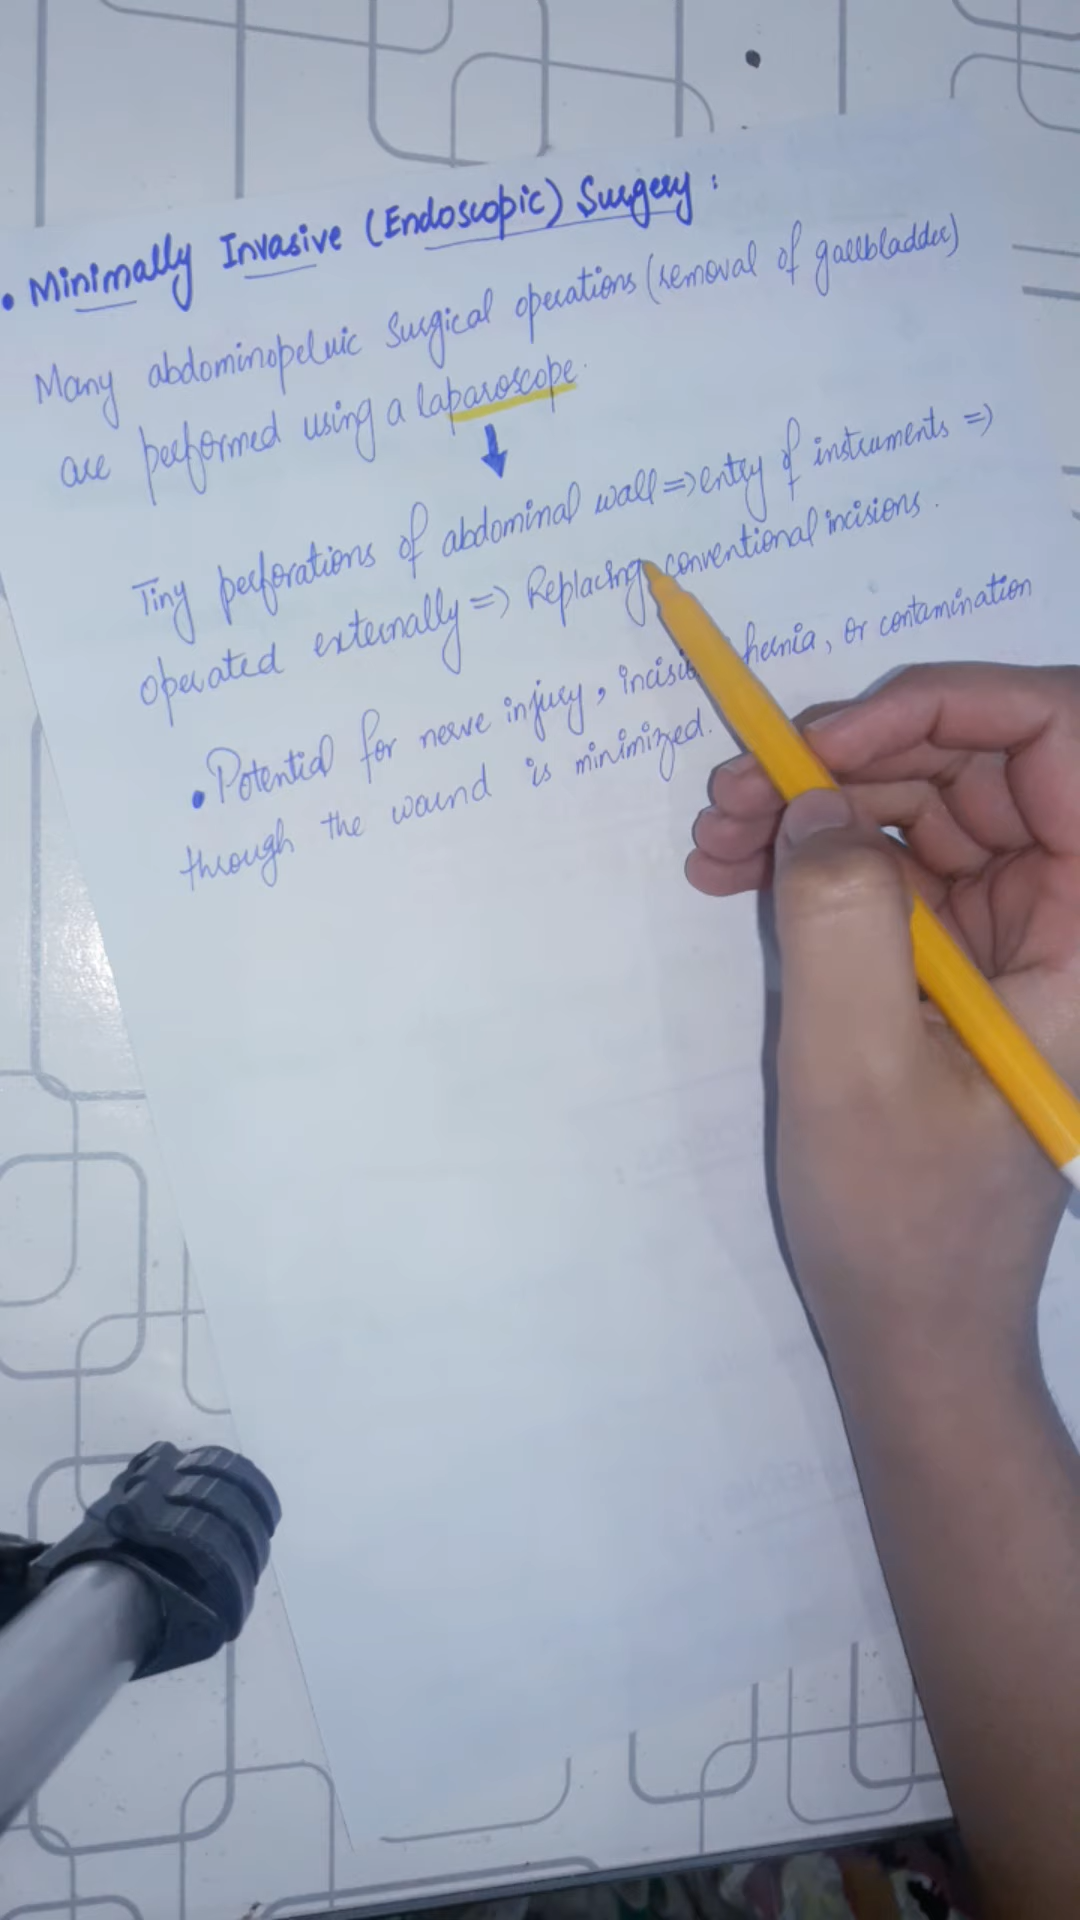 • Minimally Invasive (Endoscopic) Surgery :
Many abdominopelvic surgical operations (removal of gallbladder)
are performed using a laparoscope.
Tiny perforations of abdominal wall => entry of instruments =>
operated externally => Replacing conventional incisions.
• Potential for nerve injury, hernia, or contamination
through the wound is minimized.